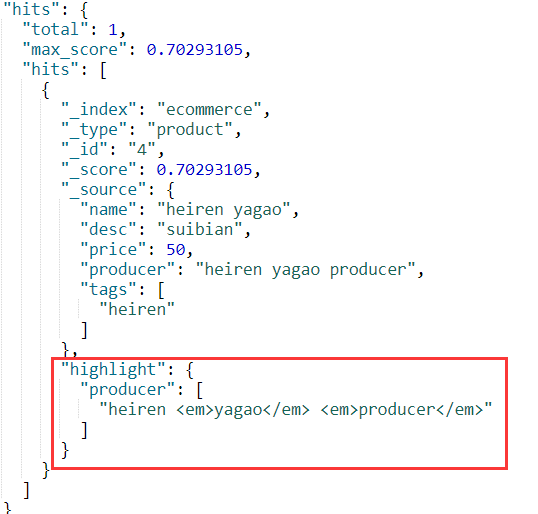 "hits": {
"total": 1,
"max_score": 0.70293105,
"hits": [
{
"_index": "ecommerce",
"_type": "product",
"_id": "4",
"_score": 0.70293105,
"_source": {
"name": "heiren yagao",
"desc": "suibian",
"price": 50,
"producer": "heiren yagao producer",
"tags": [
"heiren"
]
},
"highlight": {
"producer": [
"heiren <em>yagao</em> <em>producer</em>"
]
}
}
]
}